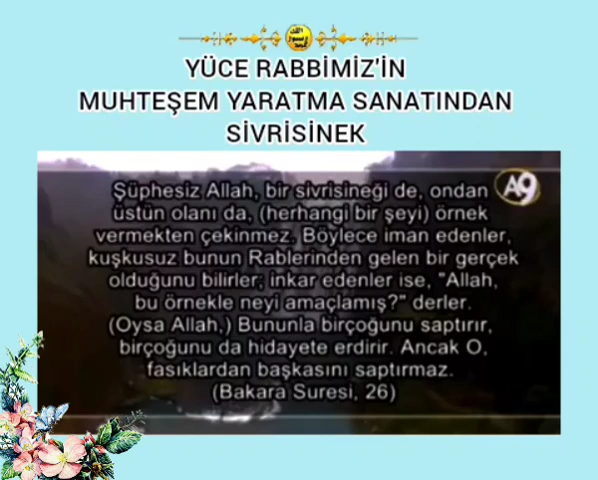 YÜCE RABBİMİZ'İN
MUHTEŞEM YARATMA SANATINDAN
SİVRİSİNEK
A9
Şüphesiz Allah, bir sivrisineği de, ondan
üstün olanı da, (herhangi bir şeyi) örnek
vermekten çekinmez. Böylece iman edenler,
kuşkusuz bunun Rablerinden gelen bir gerçek
olduğunu bilirler; inkar edenler ise, "Allah,
bu örnekle neyi amaçlamış?" derler.
(Oysa Allah,) Bununla birçoğunu saptırır,
birçoğunu da hidayete erdirir. Ancak O,
fasıklardan başkasını saptırmaz.
(Bakara Suresi, 26)